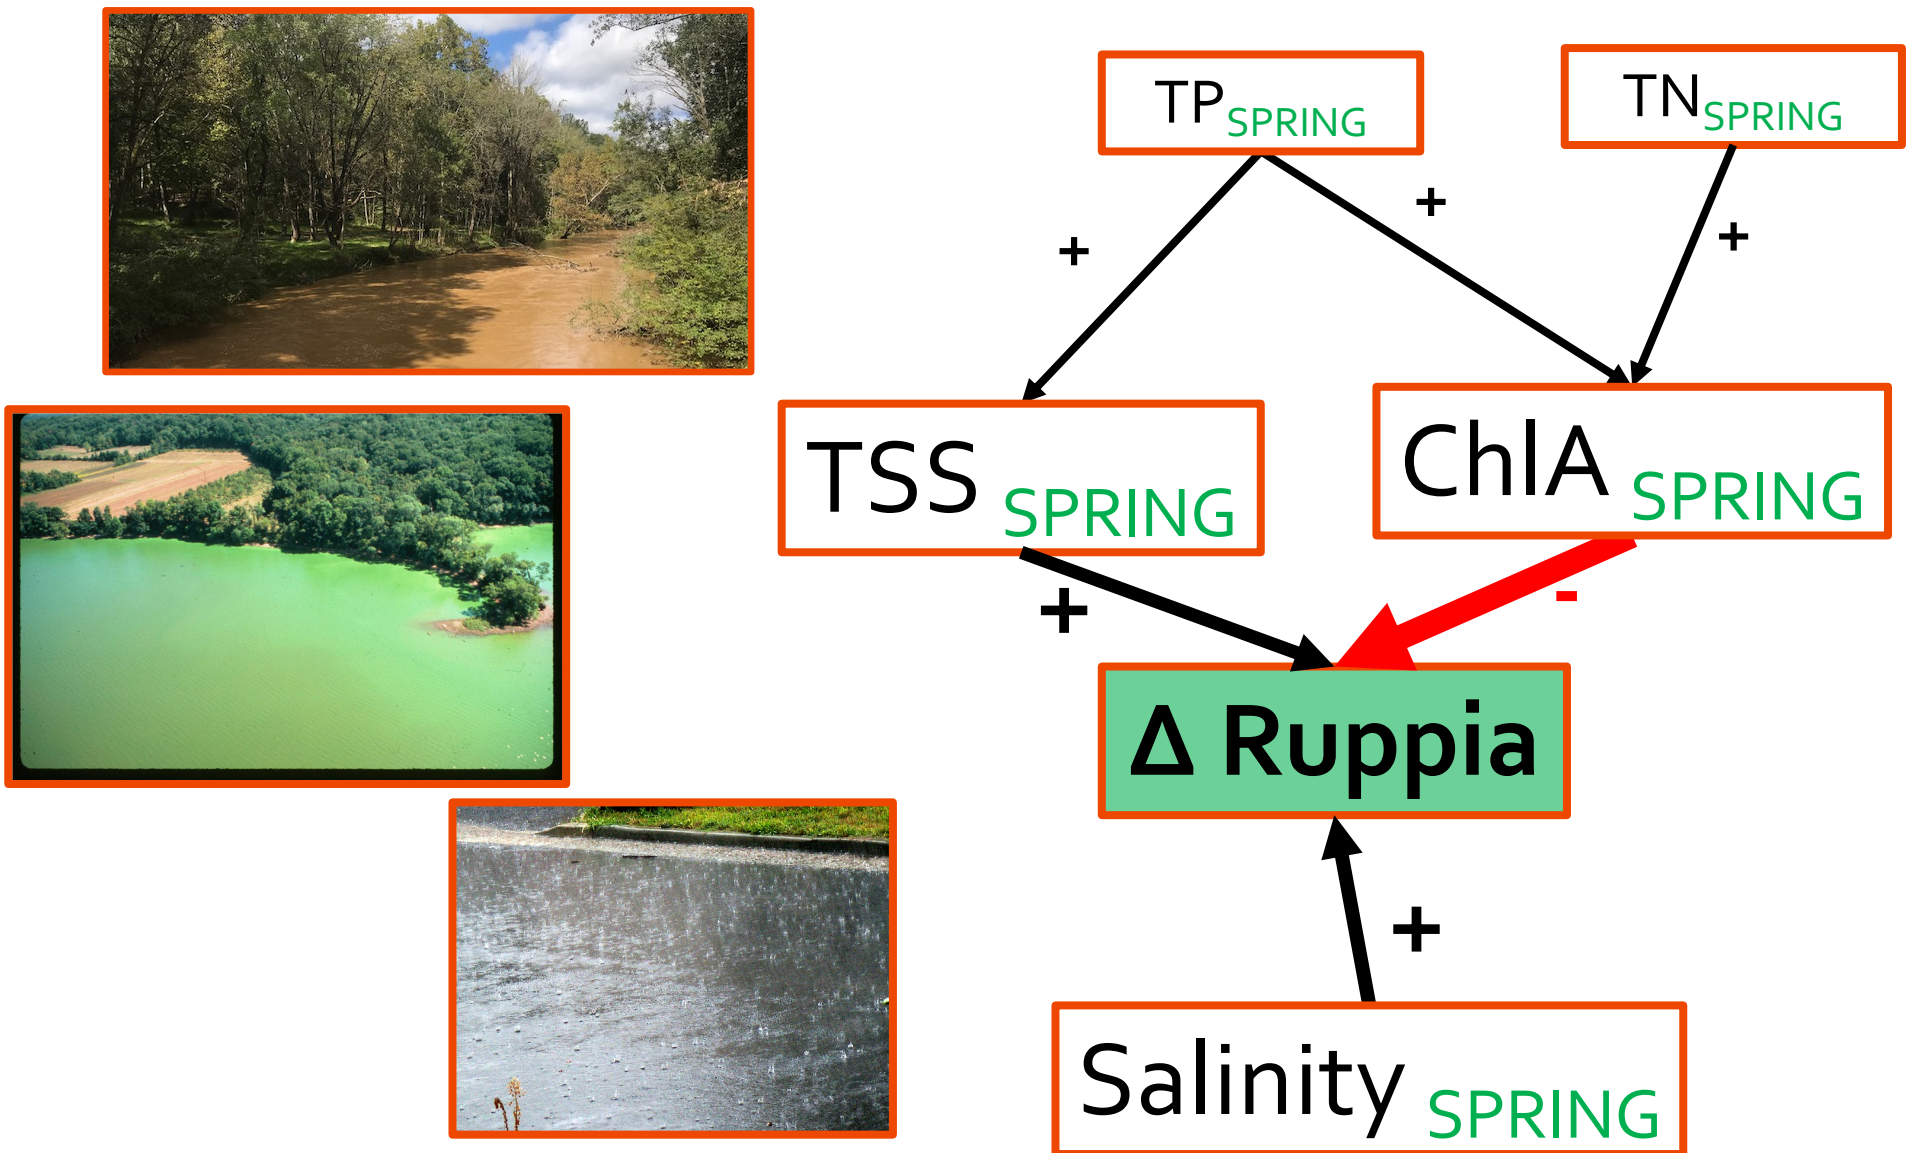 TP SPRING
TN SPRING
+
+
+
TSS SPRING
ChlA SPRING
+
-
Δ Ruppia
+
Salinity SPRING